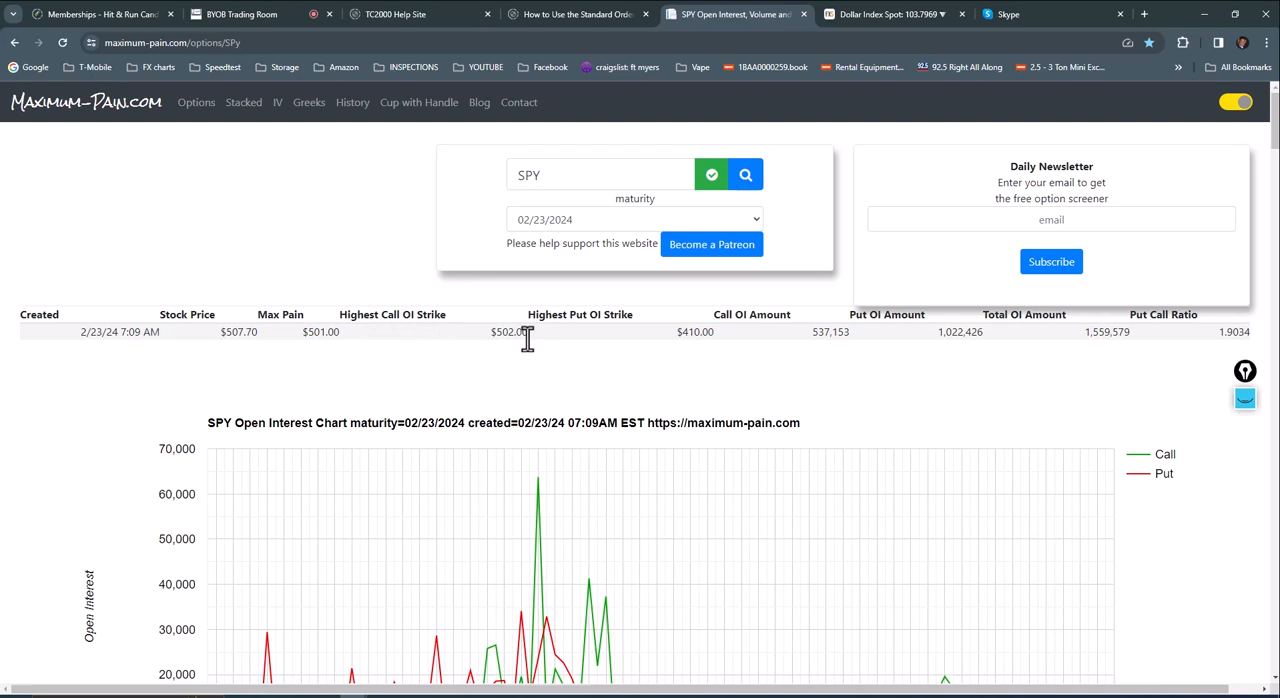 Memberships - Hit & Run Cand
BYOB Trading Room
TC2000 Help Site
How to Use the Standard Orde
SPY Open Interest, Volume and
Dollar Index Spot: 103.7969 ▼
Skype
maximum-pain.com/options/SPy
Google
T-Mobile
FX charts
Speedtest
Storage
Amazon
INSPECTIONS
YOUTUBE
Facebook
craigslist: ft myers
Vape
1BAA0000259.book
Rental Equipment...
92.5 Right All Along
2.5 - 3 Ton Mini Exc...
»
All Bookmarks
Maximum-Pain.com
Options
Stacked
IV
Greeks
History
Cup with Handle
Blog
Contact
SPY
maturity
02/23/2024
Please help support this website
Become a Patreon
Daily Newsletter
Enter your email to get
the free option screener
email
Subscribe
Created Stock Price Max Pain Highest Call OI Strike Highest Put OI Strike Call OI Amount Put OI Amount Total OI Amount Put Call Ratio
2/23/24 7:09 AM $507.70 $501.00 $502.00 $410.00 537,153 1,022,426 1,559,579 1.9034
SPY Open Interest Chart maturity=02/23/2024 created=02/23/24 07:09AM EST https://maximum-pain.com
70,000
60,000
50,000
40,000
30,000
20,000
Open Interest
Call
Put